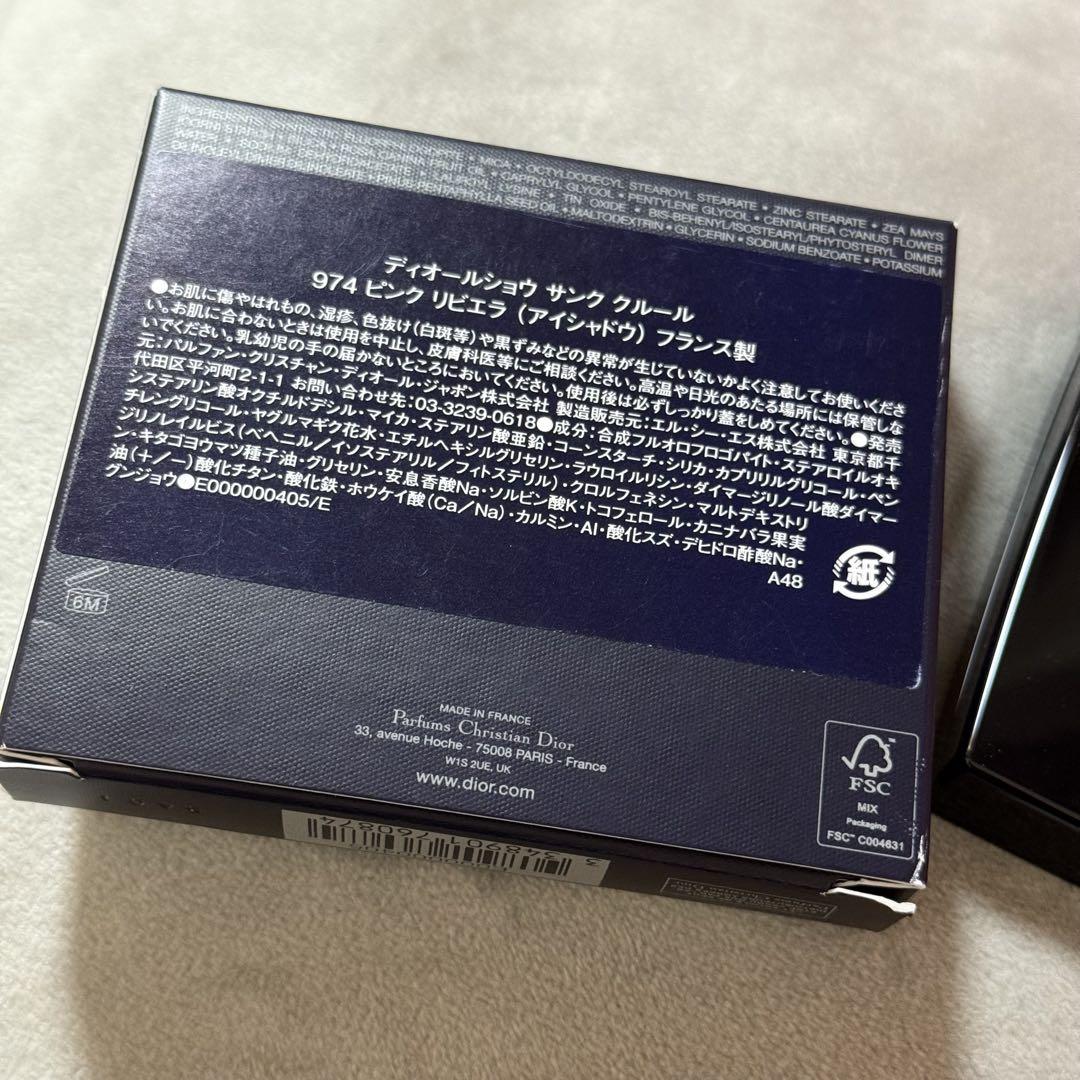 MICA • OCTYLDODECYL STEAROYL STEARATE • ZINC STEARATE • ZEA MAYS
ROSA CANINA FRUIT OIL • CAPRYLYL GLYCOL • PENTYLENE GLYCOL • CENTAUREA CYANUS FLOWER
WATER • LAUROYL LYSINE • TIN OXIDE • BIS-BEHENYL/ISOSTEARYL/PHYTOSTERYL DIMER
PINUS PENTAPHYLLA SEED OIL • MALTODEXTRIN • GLYCERIN • SODIUM BENZOATE • POTASSIUM
ディオールショウ サンク クルール
974 ピンク リビエラ（アイシャドウ）フランス製
●お肌に傷やはれもの、湿疹、色抜け(白斑等)や黒ずみなどの異常が生じていないかよく注意してお使いくださ
い。お肌に合わないときは使用を中止し、皮膚科医等にご相談ください。高温や日光のあたる場所には保管しな
いでください。乳幼児の手の届かないところにおいてください。使用後は必ずしっかり蓋をしめてください。●発売
元：パルファン・クリスチャン・ディオール・ジャポン株式会社 製造販売元：エル・シー・エス株式会社 東京都千
代田区平河町2-1-1 お問い合わせ先：03-3239-0618●成分：合成フルオロフロゴパイト・ステアロイルオキ
システアリン酸オクチルドデシル・マイカ・ステアリン酸亜鉛・コーンスターチ・シリカ・カプリリルグリコール・ペン
チレングリコール・ヤグルマギク花水・エチルヘキシルグリセリン・ラウロイルリシン・ダイマージリノール酸ダイマー
ジリノレイルビス(ベヘニル／イソステアリル／フィトステリル)・クロルフェネシン・マルトデキストリ
ン・キタゴヨウマツ種子油・グリセリン・安息香酸Na・ソルビン酸K・トコフェロール・カニナバラ果実
油(＋/－)酸化チタン・酸化鉄・ホウケイ酸(Ca／Na)・カルミン・Al・酸化スズ・デヒドロ酢酸Na・
グンジョウ●E000000405/E
A48
紙
6M
MADE IN FRANCE
Parfums Christian Dior
33, avenue Hoche - 75008 PARIS - France
W1S 2UE, UK
www.dior.com
FSC
MIX
Packaging
FSC™ C004631
3 348901 760874